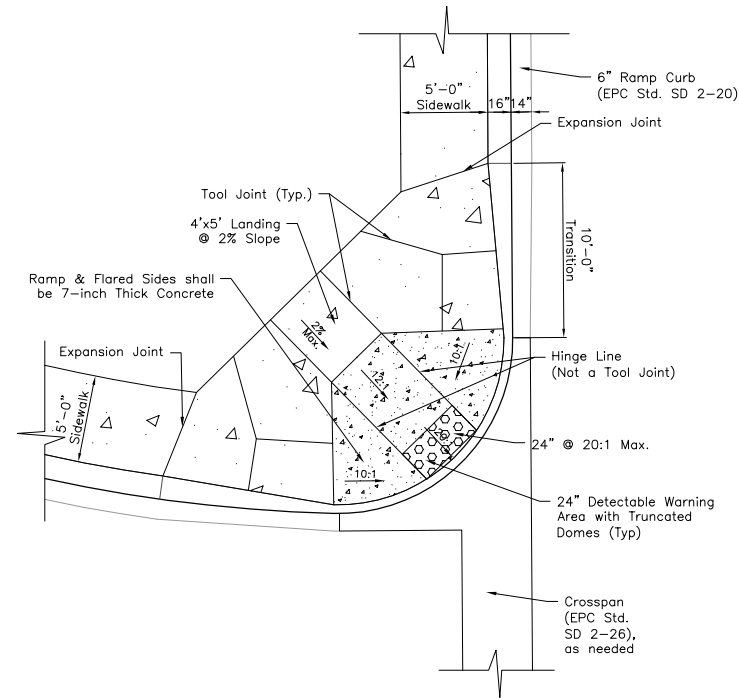 6" Ramp Curb
(EPC Std. SD 2-20)
5'-0"
Sidewalk
16"
14"
Expansion Joint
Tool Joint (Typ.)
4'x5' Landing
@ 2% Slope
10'-0"
Transition
Ramp & Flared Sides shall
be 7-inch Thick Concrete
2%
Max.
10:1
Hinge Line
(Not a Tool Joint)
Expansion Joint
12:1
5'-0"
Sidewalk
24" @ 20:1 Max.
10:1
24" Detectable Warning
Area with Truncated
Domes (Typ)
Crosspan
(EPC Std.
SD 2-26),
as needed